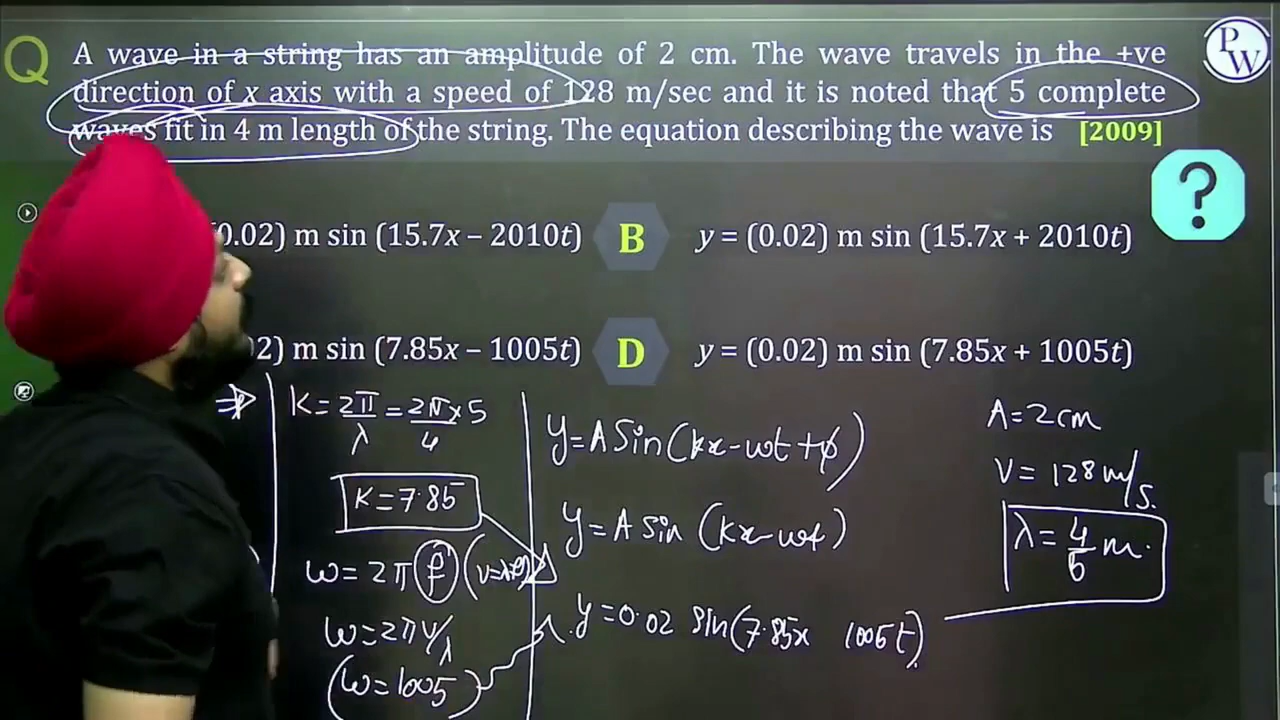 Q A wave in a string has an amplitude of 2 cm. The wave travels in the +ve
direction of x axis with a speed of 128 m/sec and it is noted that 5 complete
waves fit in 4 m length of the string. The equation describing the wave is [2009]
PW
?
(0.02) m sin (15.7x – 2010t) B y = (0.02) m sin (15.7x + 2010t)
02) m sin (7.85x – 1005t) D y = (0.02) m sin (7.85x + 1005t)
K = 2π/λ = 2π/4 × 5
K = 7.85
ω = 2π f (v=λf)
ω = 2πv/λ
(ω = 1005)
y = A Sin(kx-ωt+φ)
y = A sin (kx-ωt)
y = 0.02 sin(7.85x 1005t)
A = 2cm
V = 128 m/s.
λ = 4/5 m.